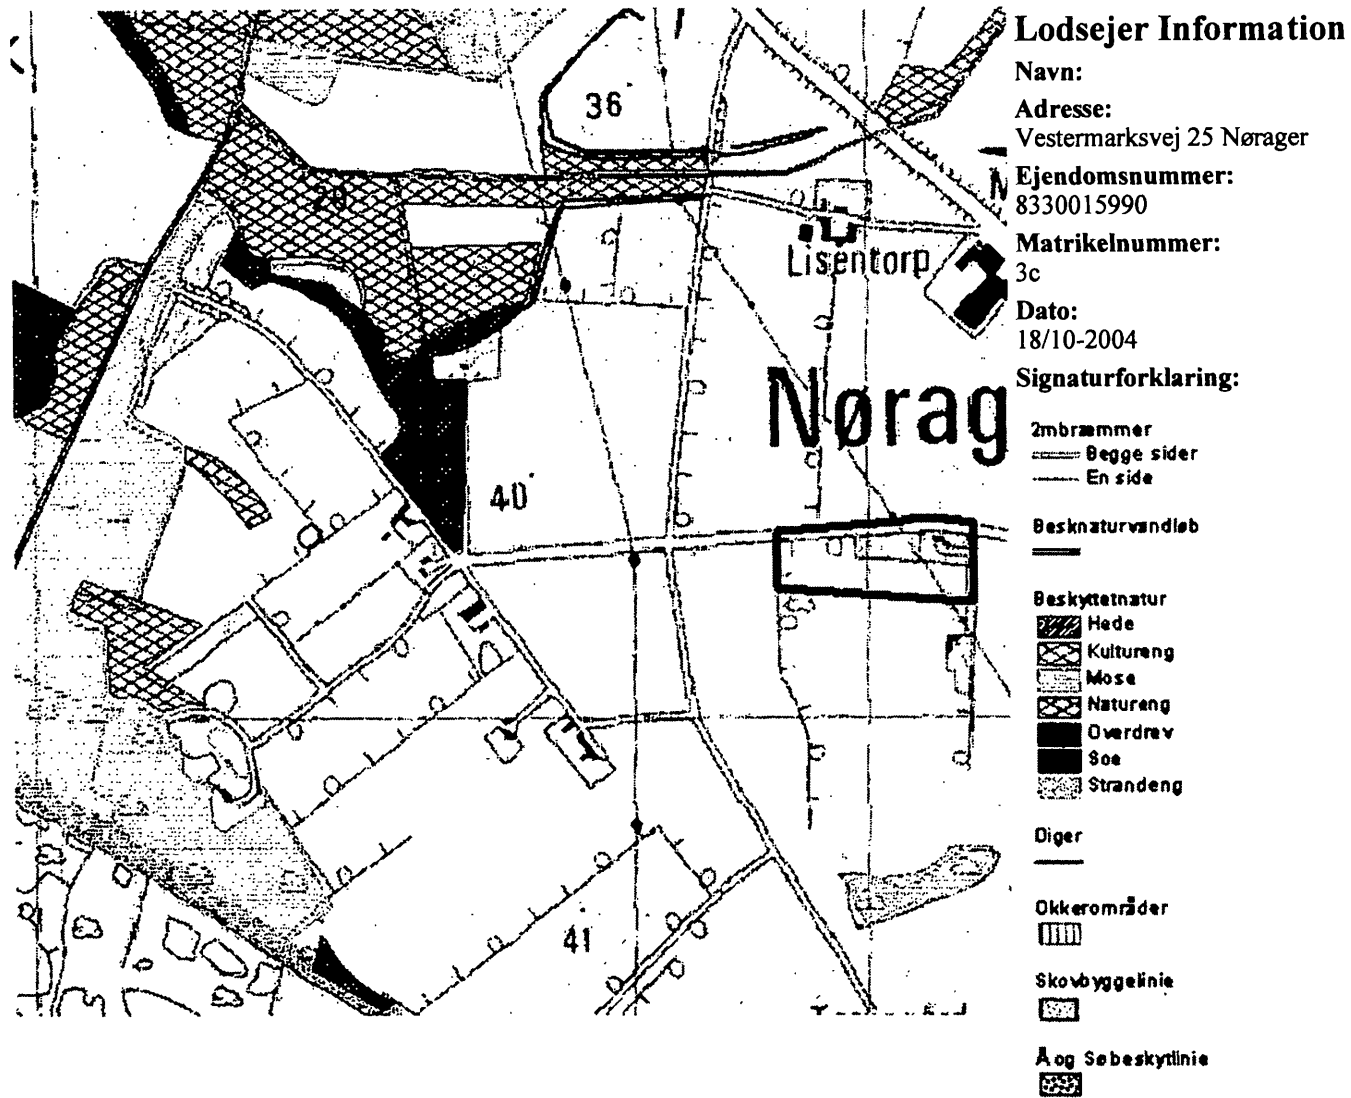 Lodsejer Information
Navn:
Adresse:
Vestermarksvej 25 Nørager
Ejendomsnummer:
8330015990
Matrikelnummer:
3c
Dato:
18/10-2004
Signaturforklaring:
2mbræmmer
Begge sider
En side
Besknaturvandløb
Beskyttetnatur
Hede
Kultureng
Mose
Natureng
Overdrev
Soe
Strandeng
Diger
Okkerområder
Skovbyggelinie
Å og Søbeskytlinie
36
20
Lisentorp
Nørag
40
41